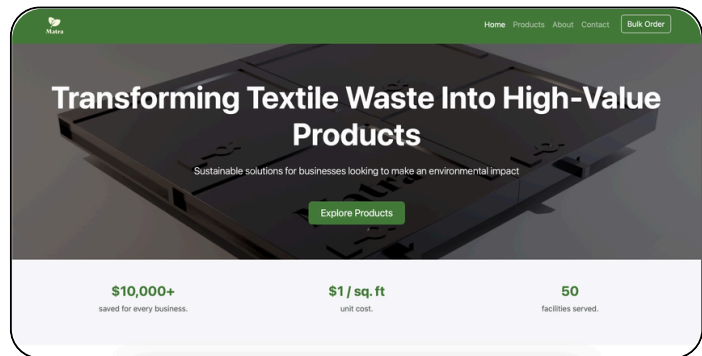 Matra
Home Products About Contact Bulk Order
Transforming Textile Waste Into High-Value
Products
Sustainable solutions for businesses looking to make an environmental impact
Matra
Explore Products
$10,000+ $1 / sq. ft 50
saved for every business. unit cost. facilities served.